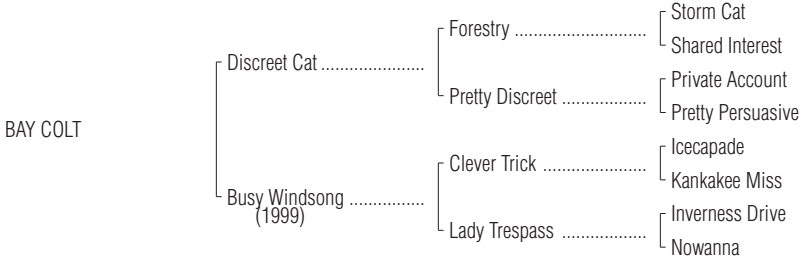 Storm Cat
Forestry ............................
Shared Interest
Discreet Cat ......................
Private Account
Pretty Discreet ..................
Pretty Persuasive
BAY COLT
Icecapade
Clever Trick ......................
Kankakee Miss
Busy Windsong ................
(1999)
Inverness Drive
Lady Trespass ..................
Nowanna